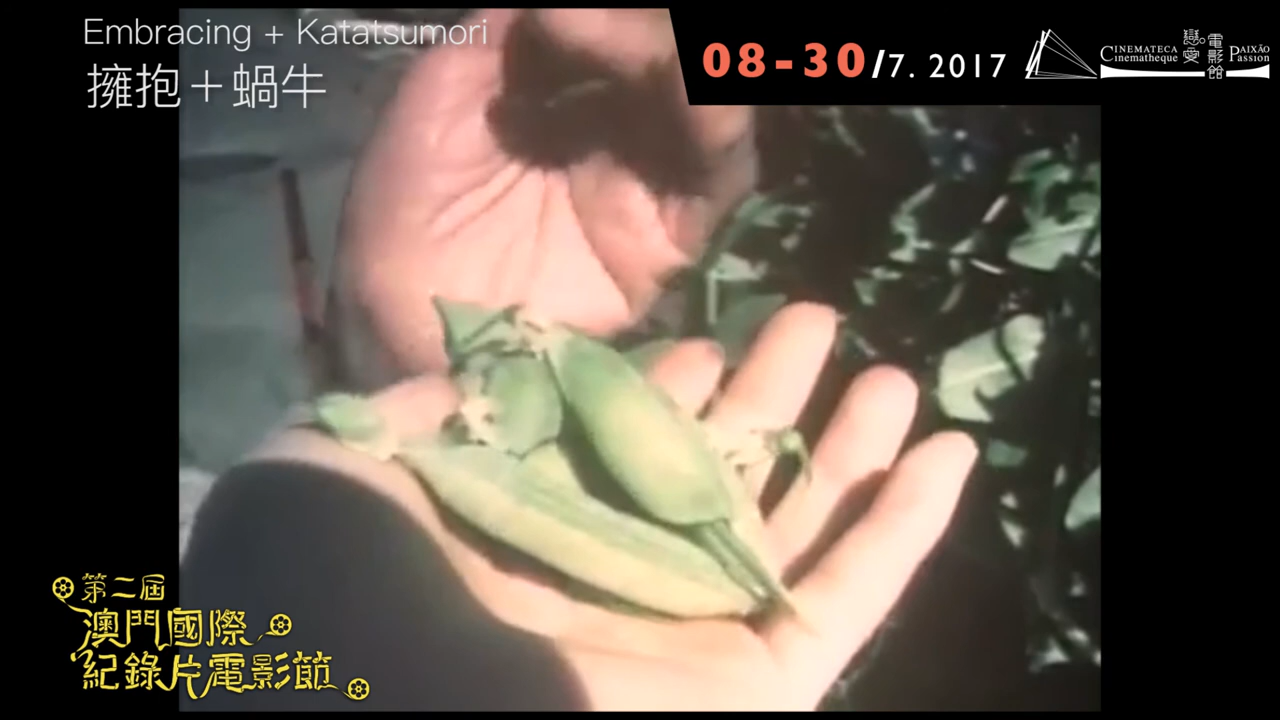 Embracing + Katatsumori
擁抱＋蝸牛
08-30/7. 2017
CINEMATECA
Cinematheque
戀愛
電影館
PAIXÃO
Passion
第二屆
澳門國際
紀錄片電影節